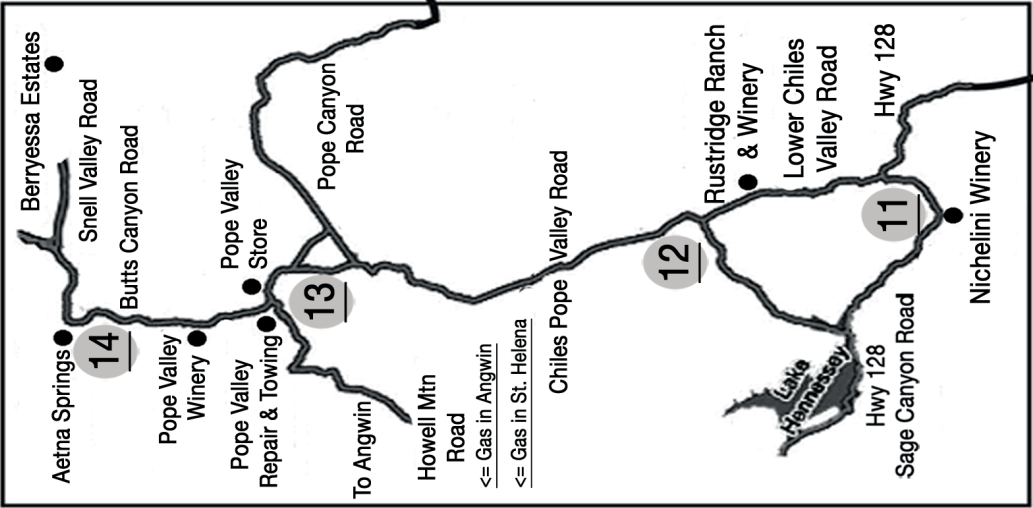 Berryessa Estates
Snell Valley Road
Butts Canyon Road
Aetna Springs
14
Pope Valley
Winery
Pope Valley
Store
Pope Valley
Repair & Towing
13
Pope Canyon
Road
To Angwin
Howell Mtn
Road
<= Gas in Angwin
<= Gas in St. Helena
Chiles Pope Valley Road
12
Rustridge Ranch
& Winery
Lower Chiles
Valley Road
Hwy 128
11
Nichelini Winery
Lake
Hennessey
Hwy 128
Sage Canyon Road